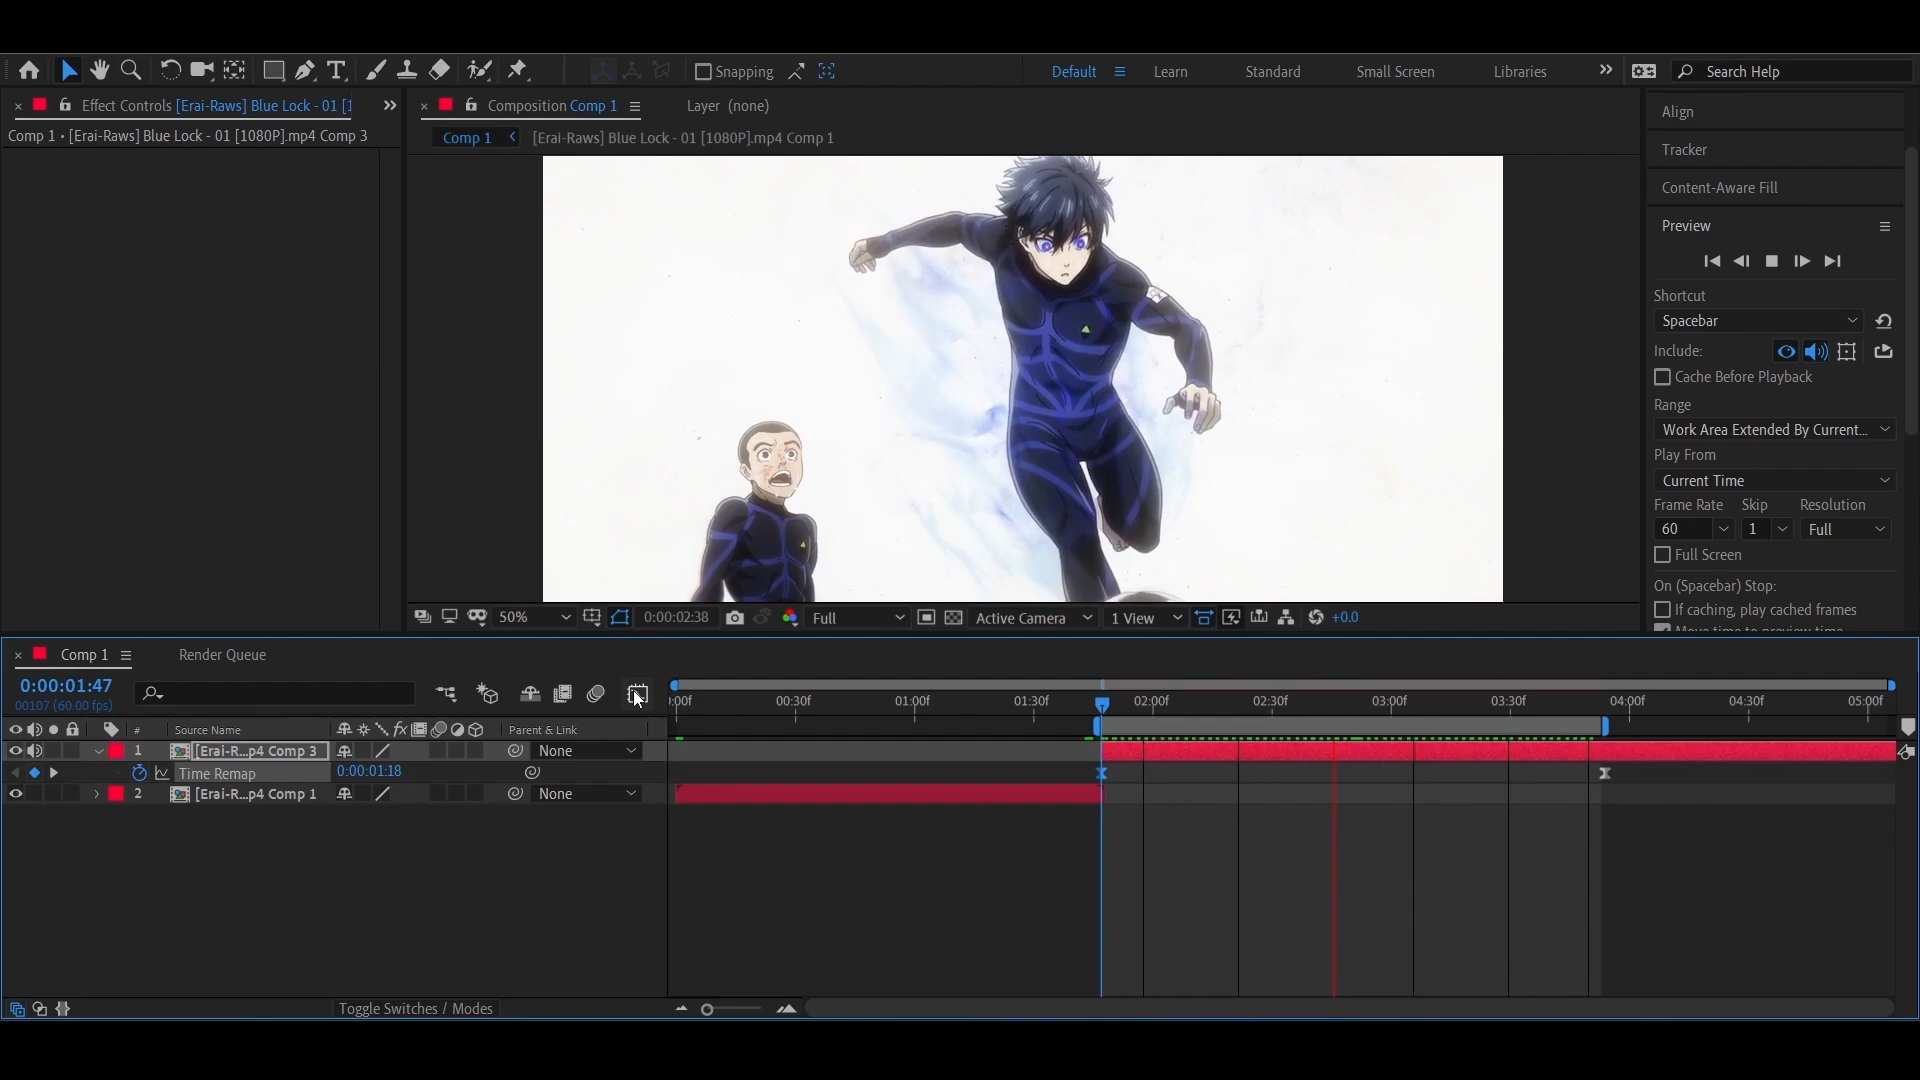 Snapping
Default
Learn
Standard
Small Screen
Libraries
Search Help
Effect Controls [Erai-Raws] Blue Lock - 01 [1
Comp 1 • [Erai-Raws] Blue Lock - 01 [1080P].mp4 Comp 3
Composition Comp 1
Layer (none)
Comp 1
[Erai-Raws] Blue Lock - 01 [1080P].mp4 Comp 1
Align
Tracker
Content-Aware Fill
Preview
Shortcut
Spacebar
Include:
Cache Before Playback
Range
Work Area Extended By Current...
Play From
Current Time
Frame Rate Skip Resolution
60 1 Full
Full Screen
On (Spacebar) Stop:
If caching, play cached frames
Move time to preview time
50%
0:00:02:38
Full
Active Camera
1 View
+0.0
Comp 1
Render Queue
0:00:01:47
00107 (60.00 fps)
:00f 00:30f 01:00f 01:30f 02:00f 02:30f 03:00f 03:30f 04:00f 04:30f 05:00f
# Source Name Parent & Link
1 [Erai-R...p4 Comp 3 None
Time Remap 0:00:01:18
2 [Erai-R...p4 Comp 1 None
Toggle Switches / Modes